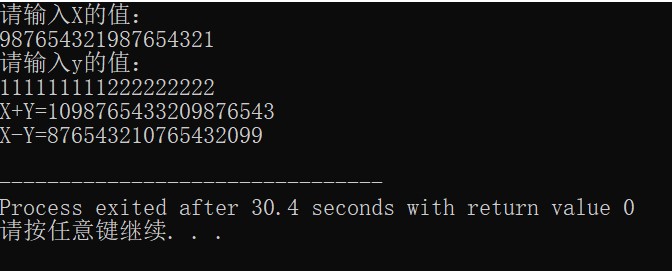 请输入X的值:
987654321987654321
请输入y的值:
111111111222222222
X+Y=1098765433209876543
X-Y=876543210765432099
--------------------------------
Process exited after 30.4 seconds with return value 0
请按任意键继续. . .